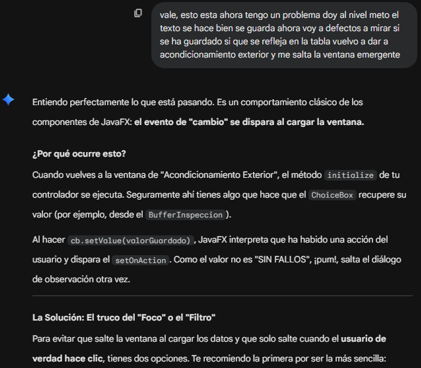 vale, esto esta ahora tengo un problema doy al nivel meto el
texto se hace bien se guarda ahora voy a defectos a mirar si
se ha guardado si que se refleja en la tabla vuelvo a dar a
acondicionamiento exterior y me salta la ventana emergente
Entiendo perfectamente lo que está pasando. Es un comportamiento clásico de los
componentes de JavaFX: el evento de "cambio" se dispara al cargar la ventana.
¿Por qué ocurre esto?
Cuando vuelves a la ventana de "Acondicionamiento Exterior", el método initialize de tu
controlador se ejecuta. Seguramente ahí tienes algo que hace que el ChoiceBox recupere su
valor (por ejemplo, desde el BufferInspeccion).
Al hacer cb.setValue(valorGuardado), JavaFX interpreta que ha habido una acción del
usuario y dispara el setOnAction. Como el valor no es "SIN FALLOS", ¡pum!, salta el diálogo
de observación otra vez.
La Solución: El truco del "Foco" o el "Filtro"
Para evitar que salte la ventana al cargar los datos y que solo salte cuando el usuario de
verdad hace clic, tienes dos opciones. Te recomiendo la primera por ser la más sencilla: